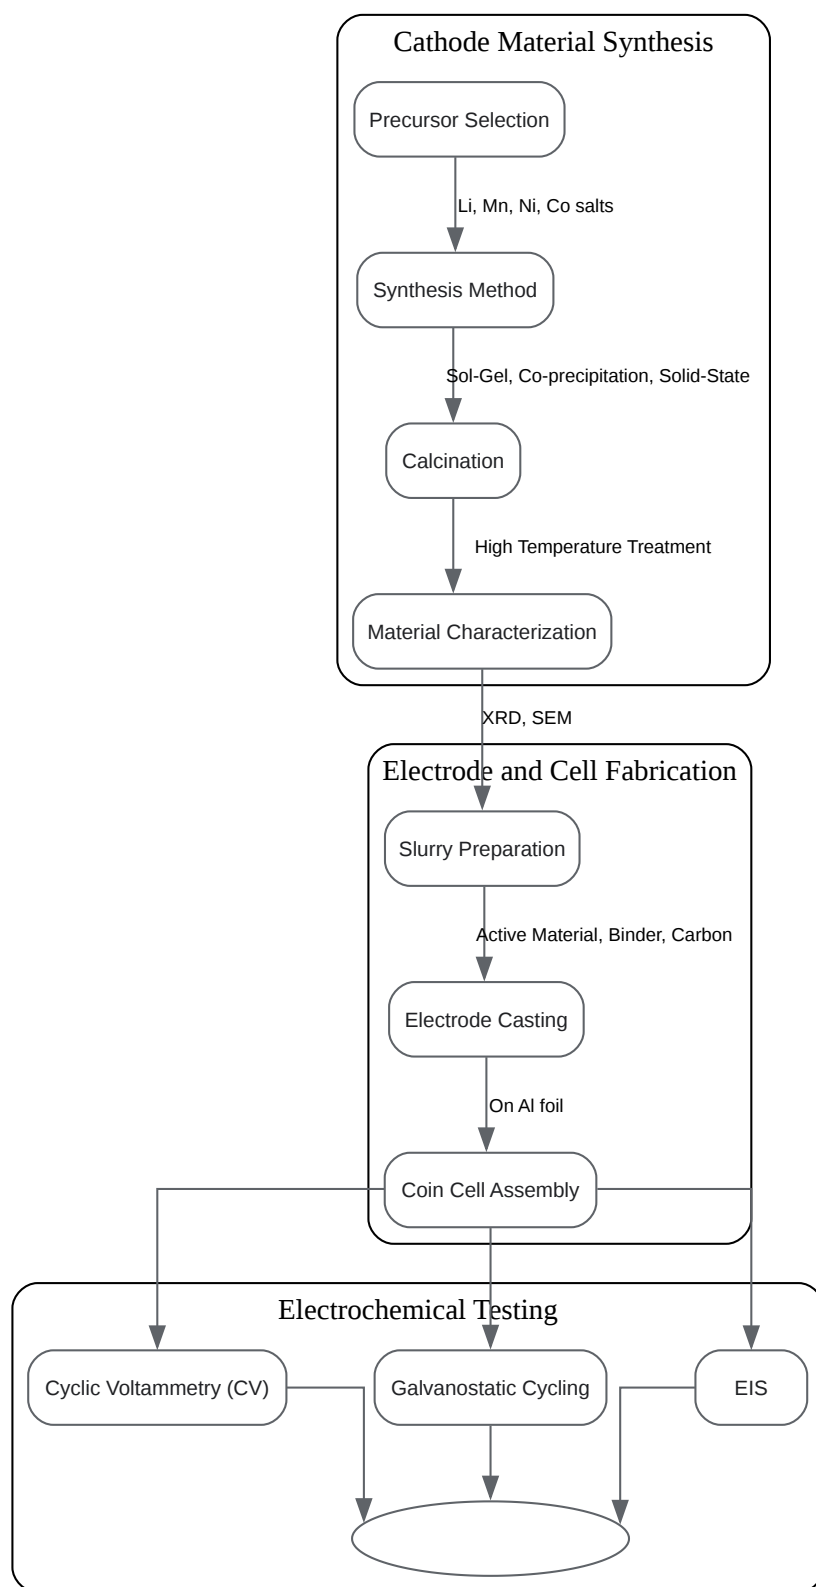 Cathode Material Synthesis
Precursor Selection
Li, Mn, Ni, Co salts
Synthesis Method
Sol-Gel, Co-precipitation, Solid-State
Calcination
High Temperature Treatment
Material Characterization
XRD, SEM
Electrode and Cell Fabrication
Slurry Preparation
Active Material, Binder, Carbon
Electrode Casting
On Al foil
Coin Cell Assembly
Electrochemical Testing
Cyclic Voltammetry (CV)
Galvanostatic Cycling
EIS